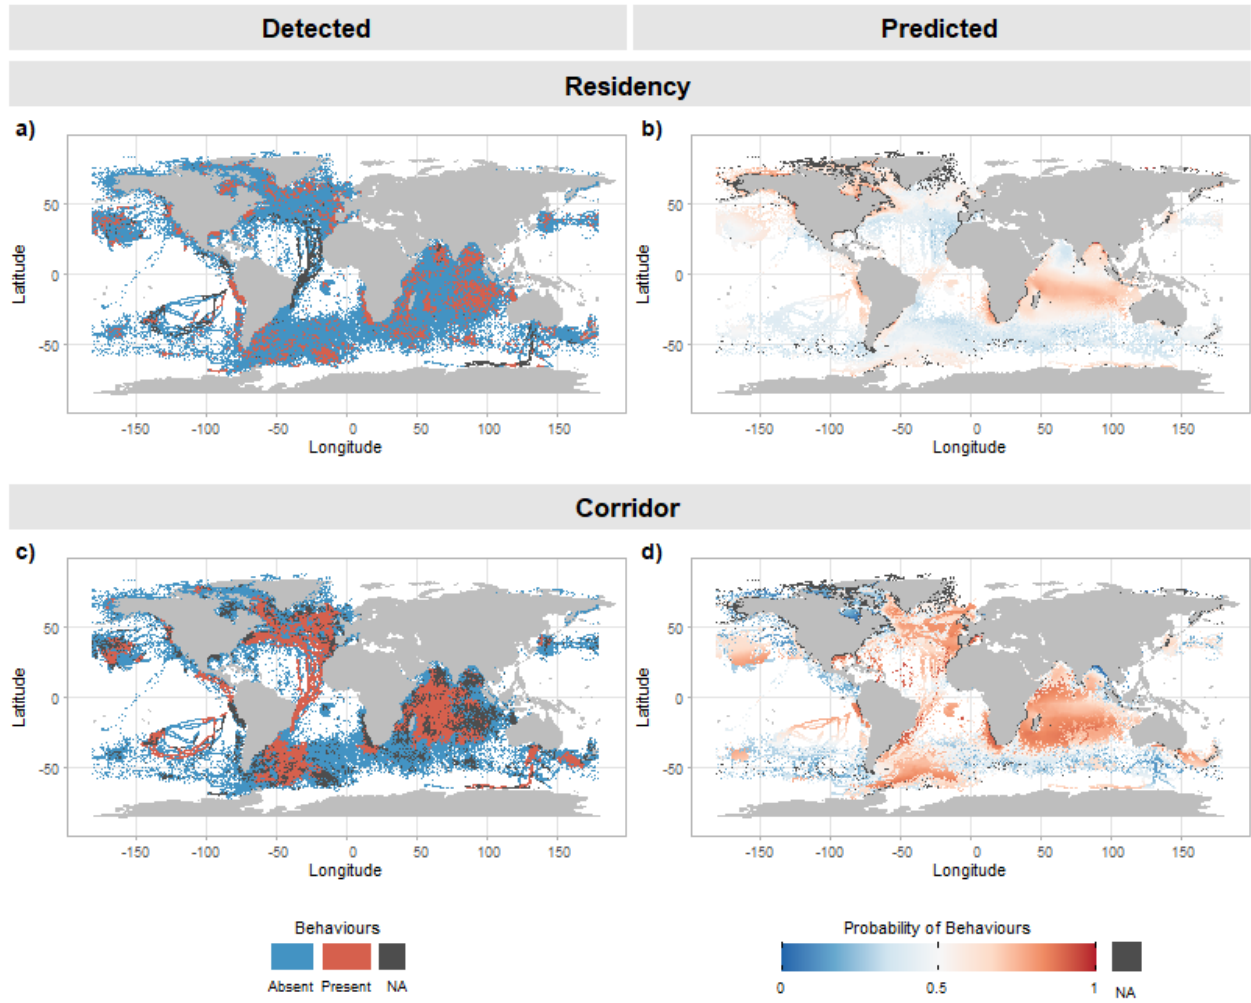 Detected Predicted
Residency
a) b)
50 50
0 0
-50 -50
Latitude Latitude
-150 -100 -50 0 50 100 150 -150 -100 -50 0 50 100 150
Longitude Longitude
Corridor
c) d)
50 50
0 0
-50 -50
Latitude Latitude
-150 -100 -50 0 50 100 150 -150 -100 -50 0 50 100 150
Longitude Longitude
Behaviours Probability of Behaviours
Absent Present NA 0 0.5 1 NA